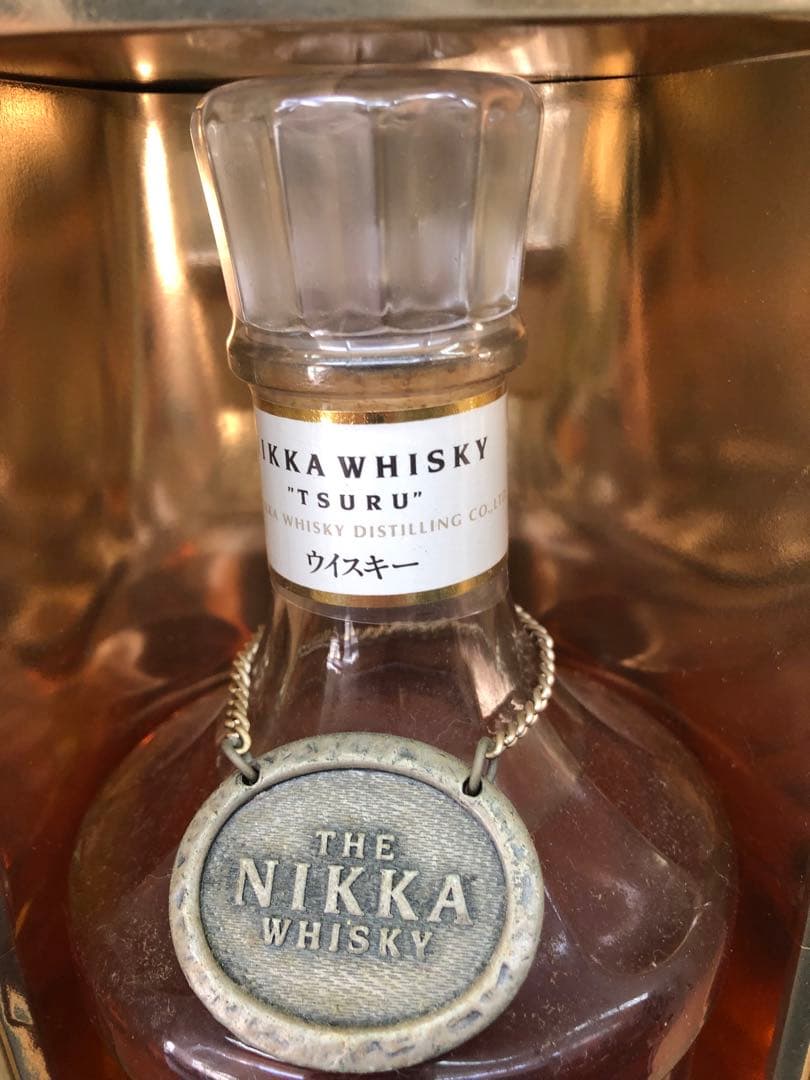 IKKA WHISKY
"TSURU"
KA WHISKY DISTILLING CO.,LTD.
ウイスキー
THE
NIKKA
WHISKY